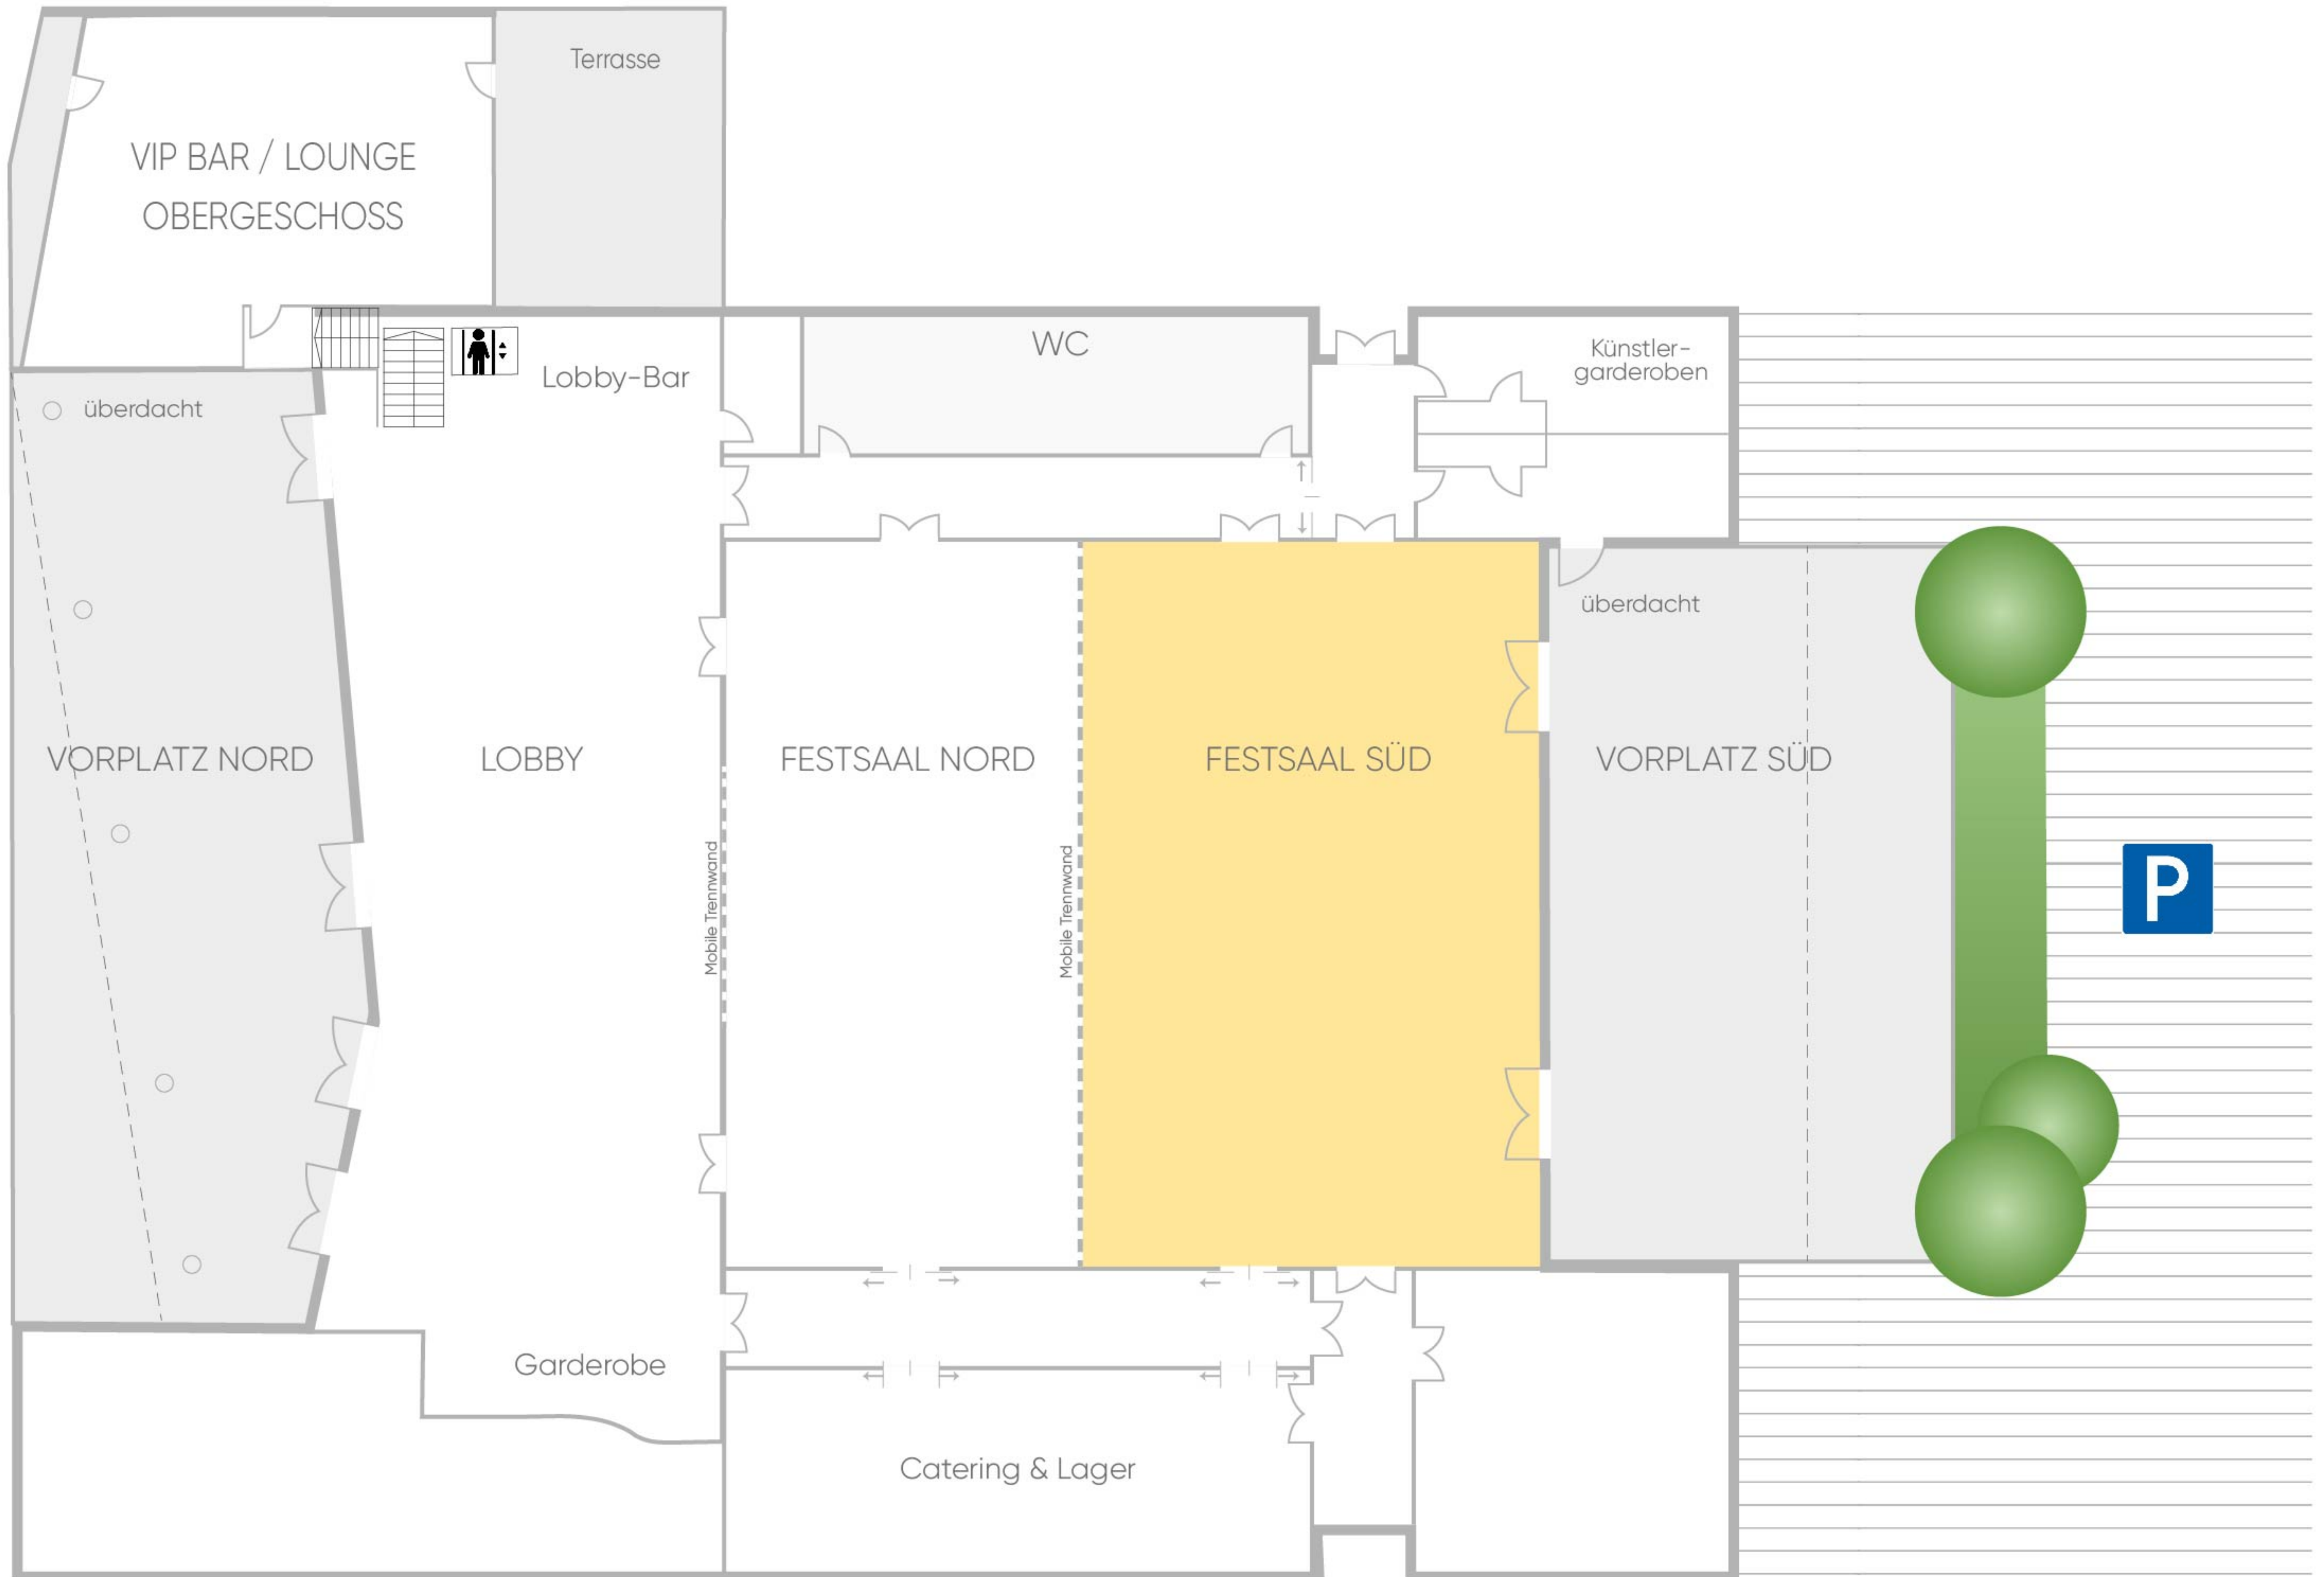 Terrasse
VIP BAR / LOUNGE
OBERGESCHOSS
WC
Künstler-
garderoben
Lobby-Bar
überdacht
überdacht
VORPLATZ NORD
LOBBY
FESTSAAL NORD
FESTSAAL SÜD
VORPLATZ SÜD
Mobile Trennwand
Mobile Trennwand
P
Garderobe
Catering & Lager